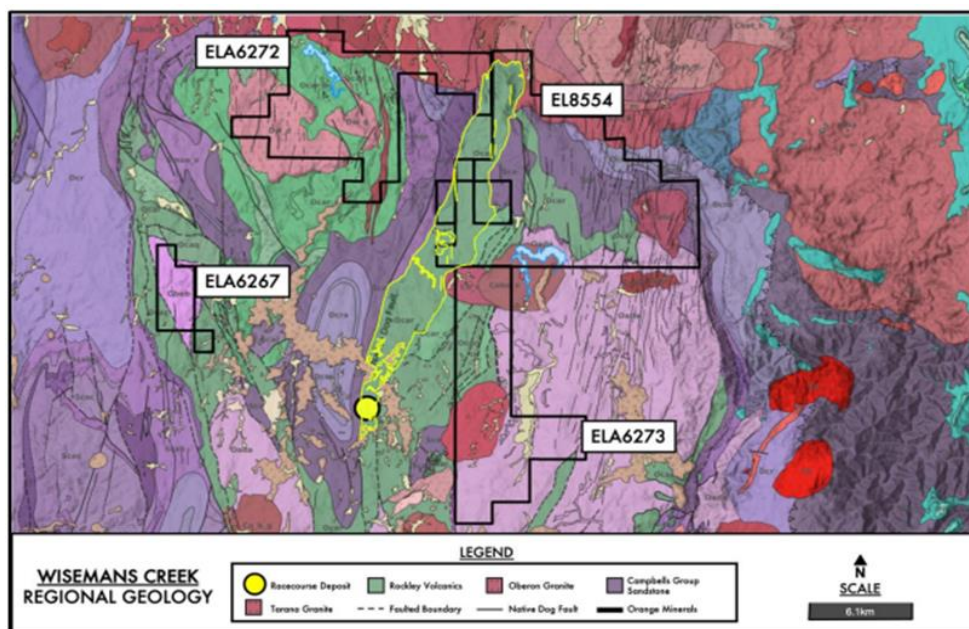 ELA6272
EL8554
ELA6267
ELA6273
Dcr
WISEMANS CREEK
REGIONAL GEOLOGY
LEGEND
Racecourse Deposit
Rockley Volcanics
Oberon Granite
Campbells Group
Sandstone
Tarana Granite
Faulted Boundary
Native Dog Fault
Orange Minerals
N
SCALE
6.1km